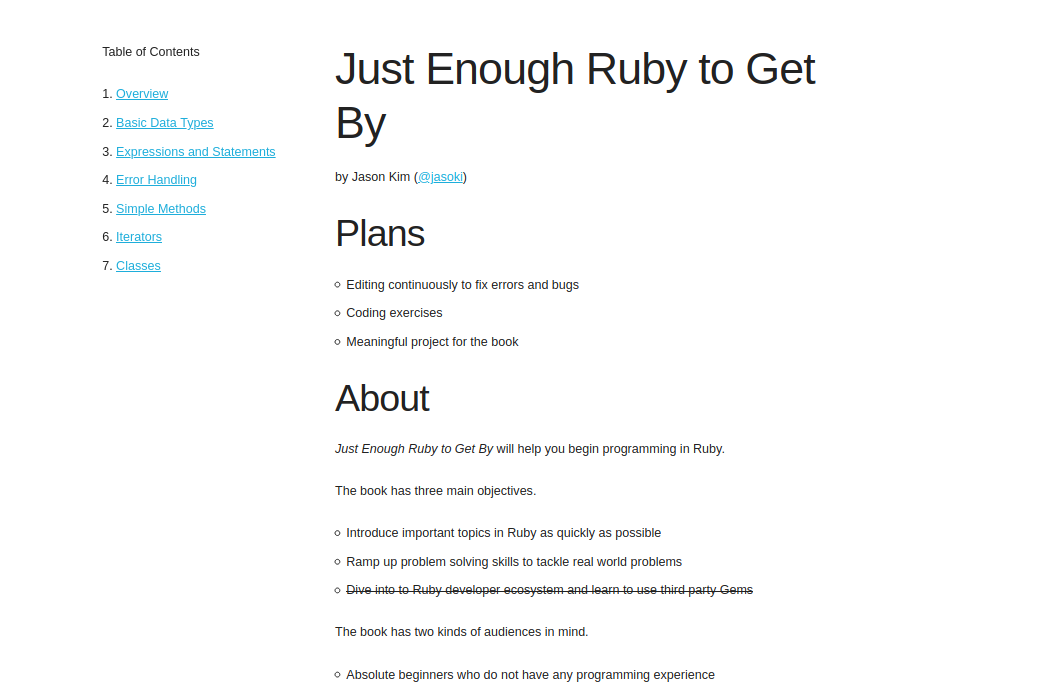 Table of Contents
1. Overview
2. Basic Data Types
3. Expressions and Statements
4. Error Handling
5. Simple Methods
6. Iterators
7. Classes
Just Enough Ruby to Get
By
by Jason Kim (@jasoki)
Plans
Editing continuously to fix errors and bugs
Coding exercises
Meaningful project for the book
About
Just Enough Ruby to Get By will help you begin programming in Ruby.
The book has three main objectives.
Introduce important topics in Ruby as quickly as possible
Ramp up problem solving skills to tackle real world problems
Dive into to Ruby developer ecosystem and learn to use third party Gems
The book has two kinds of audiences in mind.
Absolute beginners who do not have any programming experience